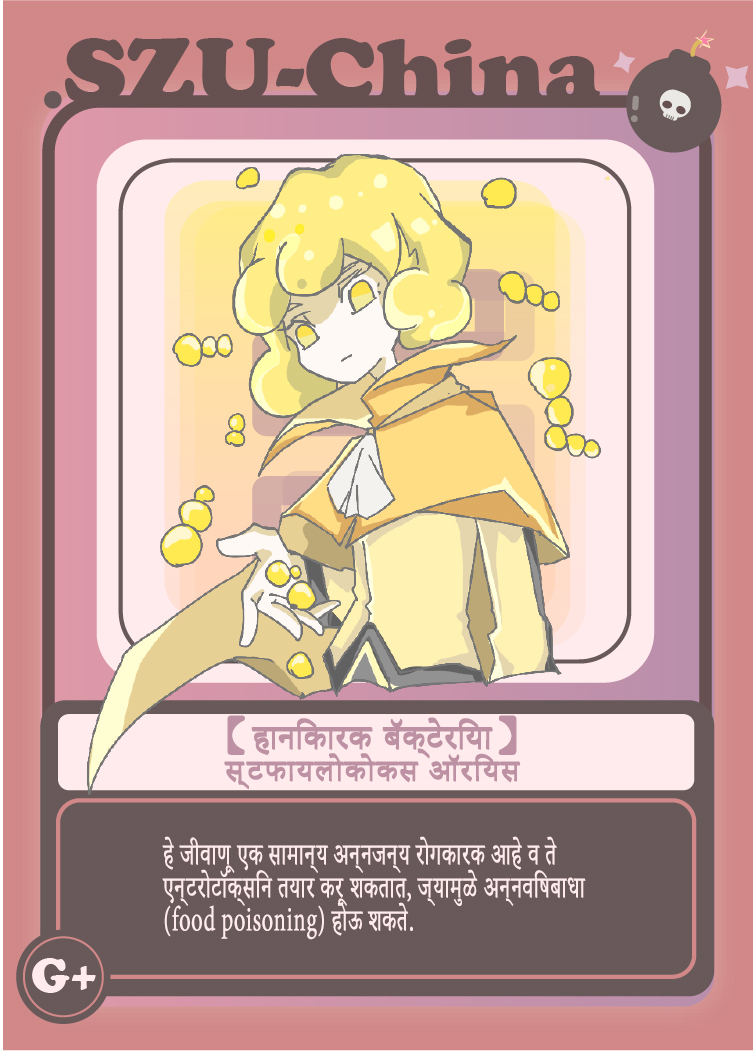 .SZU-China
【हानिकारक बॅक्टेरिया】
स्टफायलोकोकस ऑरियस
हे जीवाणू एक सामान्य अन्नजन्य रोगकारक आहे व ते
एन्टरोटॉक्सिन तयार करू शकतात, ज्यामुळे अन्नविषबाधा
(food poisoning) होऊ शकते.
G+